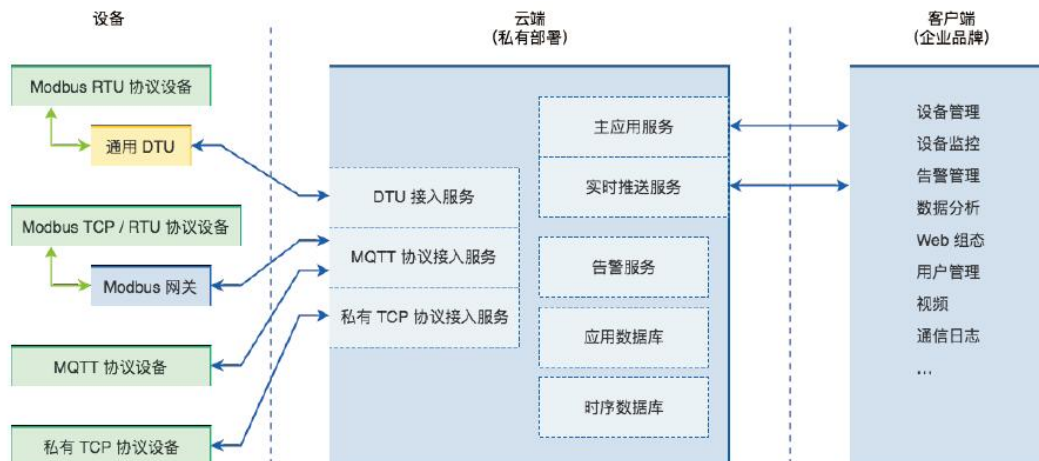 设备
云端
(私有部署)
客户端
(企业品牌)
Modbus RTU 协议设备
通用 DTU
Modbus TCP / RTU 协议设备
Modbus 网关
MQTT 协议设备
私有 TCP 协议设备
DTU 接入服务
MQTT 协议接入服务
私有 TCP 协议接入服务
主应用服务
实时推送服务
告警服务
应用数据库
时序数据库
设备管理
设备监控
告警管理
数据分析
Web 组态
用户管理
视频
通信日志
...